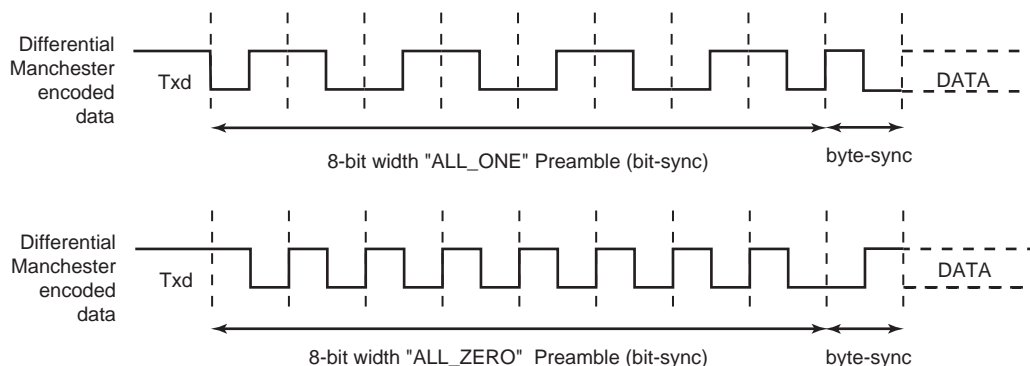 Differential
Manchester
encoded
data
Txd
DATA
8-bit width "ALL_ONE" Preamble (bit-sync)
byte-sync
Differential
Manchester
encoded
data
Txd
DATA
8-bit width "ALL_ZERO" Preamble (bit-sync)
byte-sync